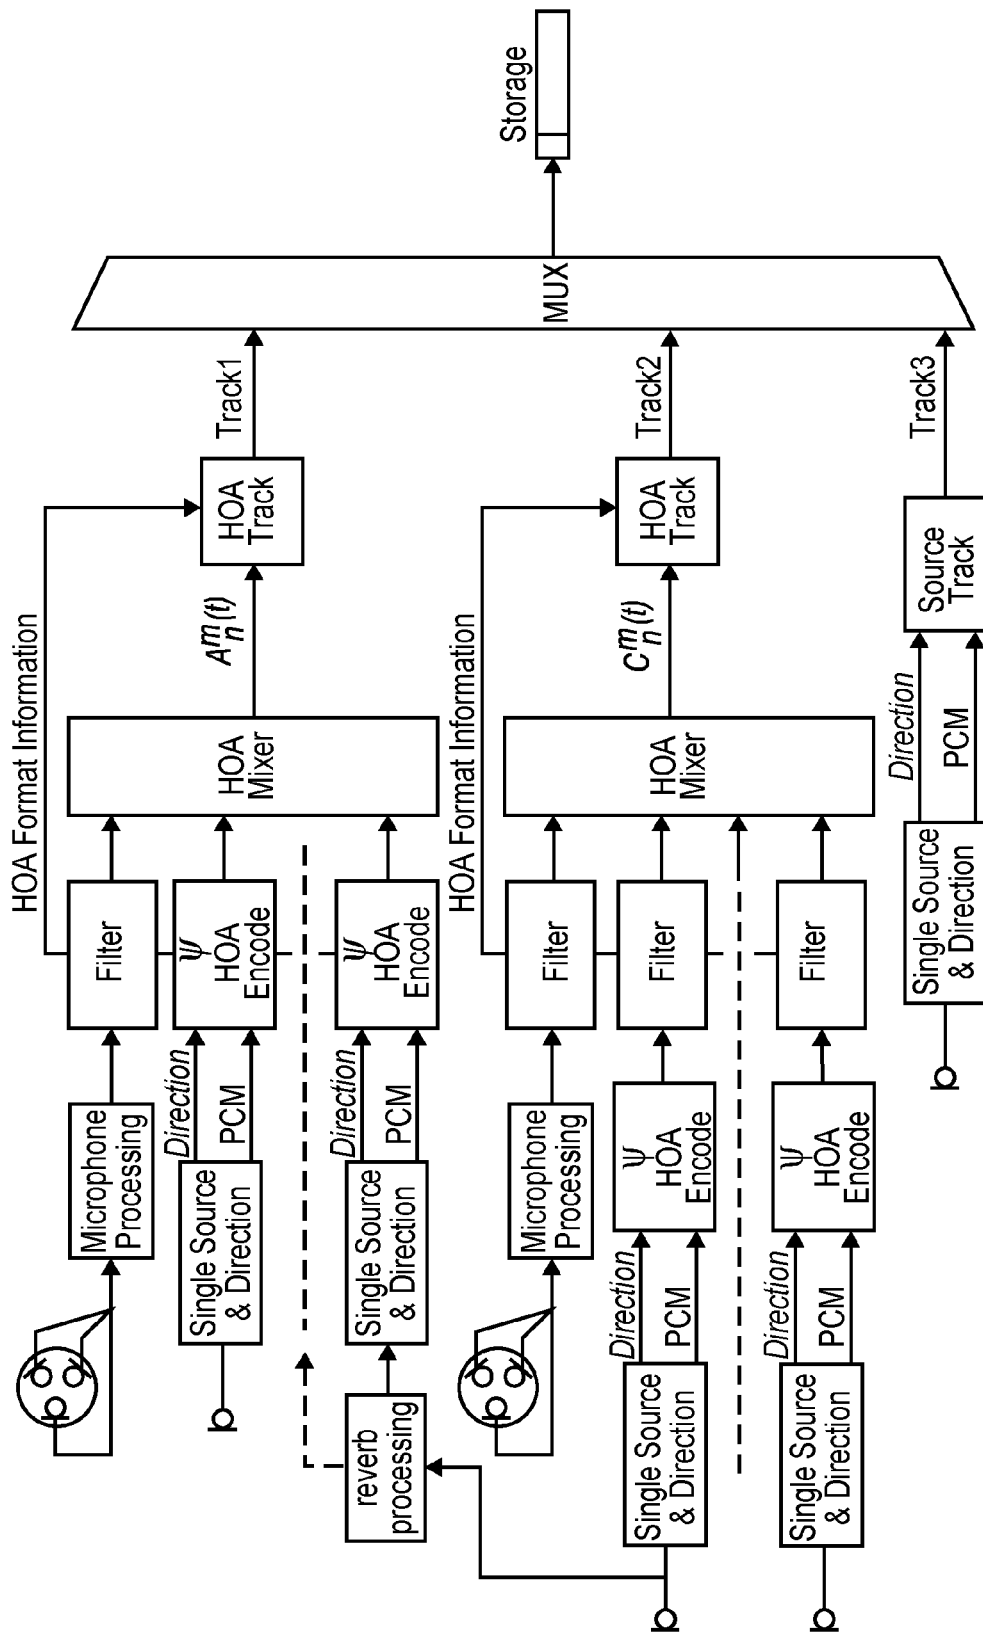 HOA Format Information
Microphone
Processing
Filter
Single Source
& Direction
Direction
PCM
Ψ
HOA
Encode
reverb
processing
Single Source
& Direction
Direction
PCM
Ψ
HOA
Encode
HOA
Mixer
Aₙᵐ(t)
HOA
Track
Track1
HOA Format Information
Microphone
Processing
Filter
Single Source
& Direction
Direction
PCM
Ψ
HOA
Encode
Filter
Single Source
& Direction
Direction
PCM
Ψ
HOA
Encode
Filter
HOA
Mixer
Cₙᵐ(t)
HOA
Track
Track2
Single Source
& Direction
Direction
PCM
Source
Track
Track3
MUX
Storage